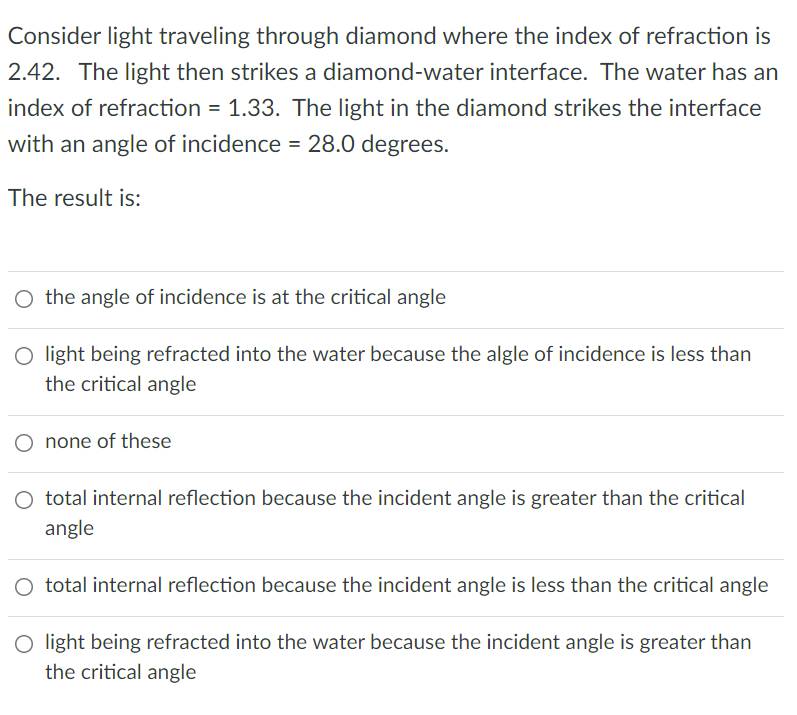 Consider light traveling through diamond where the index of refraction is
2.42. The light then strikes a diamond-water interface. The water has an
index of refraction = 1.33. The light in the diamond strikes the interface
with an angle of incidence = 28.0 degrees.
The result is:
the angle of incidence is at the critical angle
light being refracted into the water because the algle of incidence is less than
the critical angle
none of these
total internal reflection because the incident angle is greater than the critical
angle
total internal reflection because the incident angle is less than the critical angle
light being refracted into the water because the incident angle is greater than
the critical angle